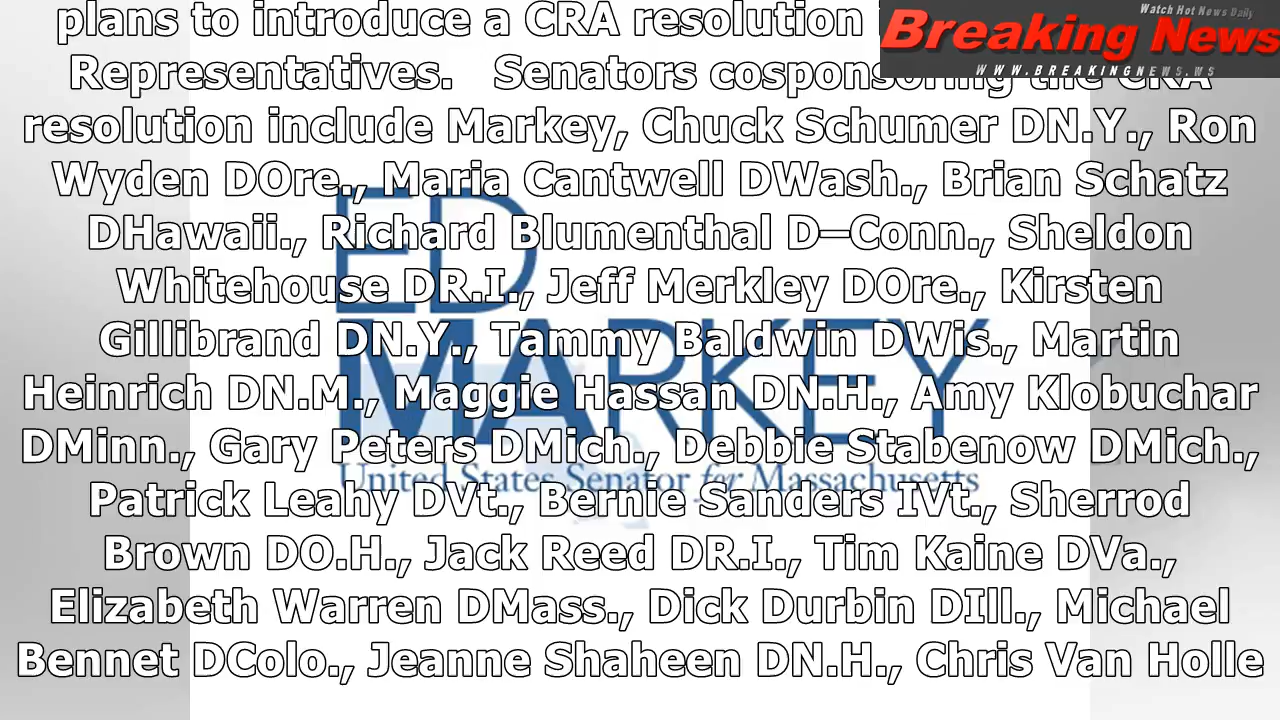 plans to introduce a CRA resolution
Watch Hot News Daily
Breaking News
WWW.BREAKINGNEWS.WS
Representatives. Senators cosponsoring the CRA
resolution include Markey, Chuck Schumer DN.Y., Ron
Wyden DOre., Maria Cantwell DWash., Brian Schatz
DHawaii., Richard Blumenthal D–Conn., Sheldon
Whitehouse DR.I., Jeff Merkley DOre., Kirsten
Gillibrand DN.Y., Tammy Baldwin DWis., Martin
Heinrich DN.M., Maggie Hassan DN.H., Amy Klobuchar
DMinn., Gary Peters DMich., Debbie Stabenow DMich.,
Patrick Leahy DVt., Bernie Sanders IVt., Sherrod
Brown DO.H., Jack Reed DR.I., Tim Kaine DVa.,
Elizabeth Warren DMass., Dick Durbin DIll., Michael
Bennet DColo., Jeanne Shaheen DN.H., Chris Van Holle
ED
MARKEY
United States Senator for Massachusetts